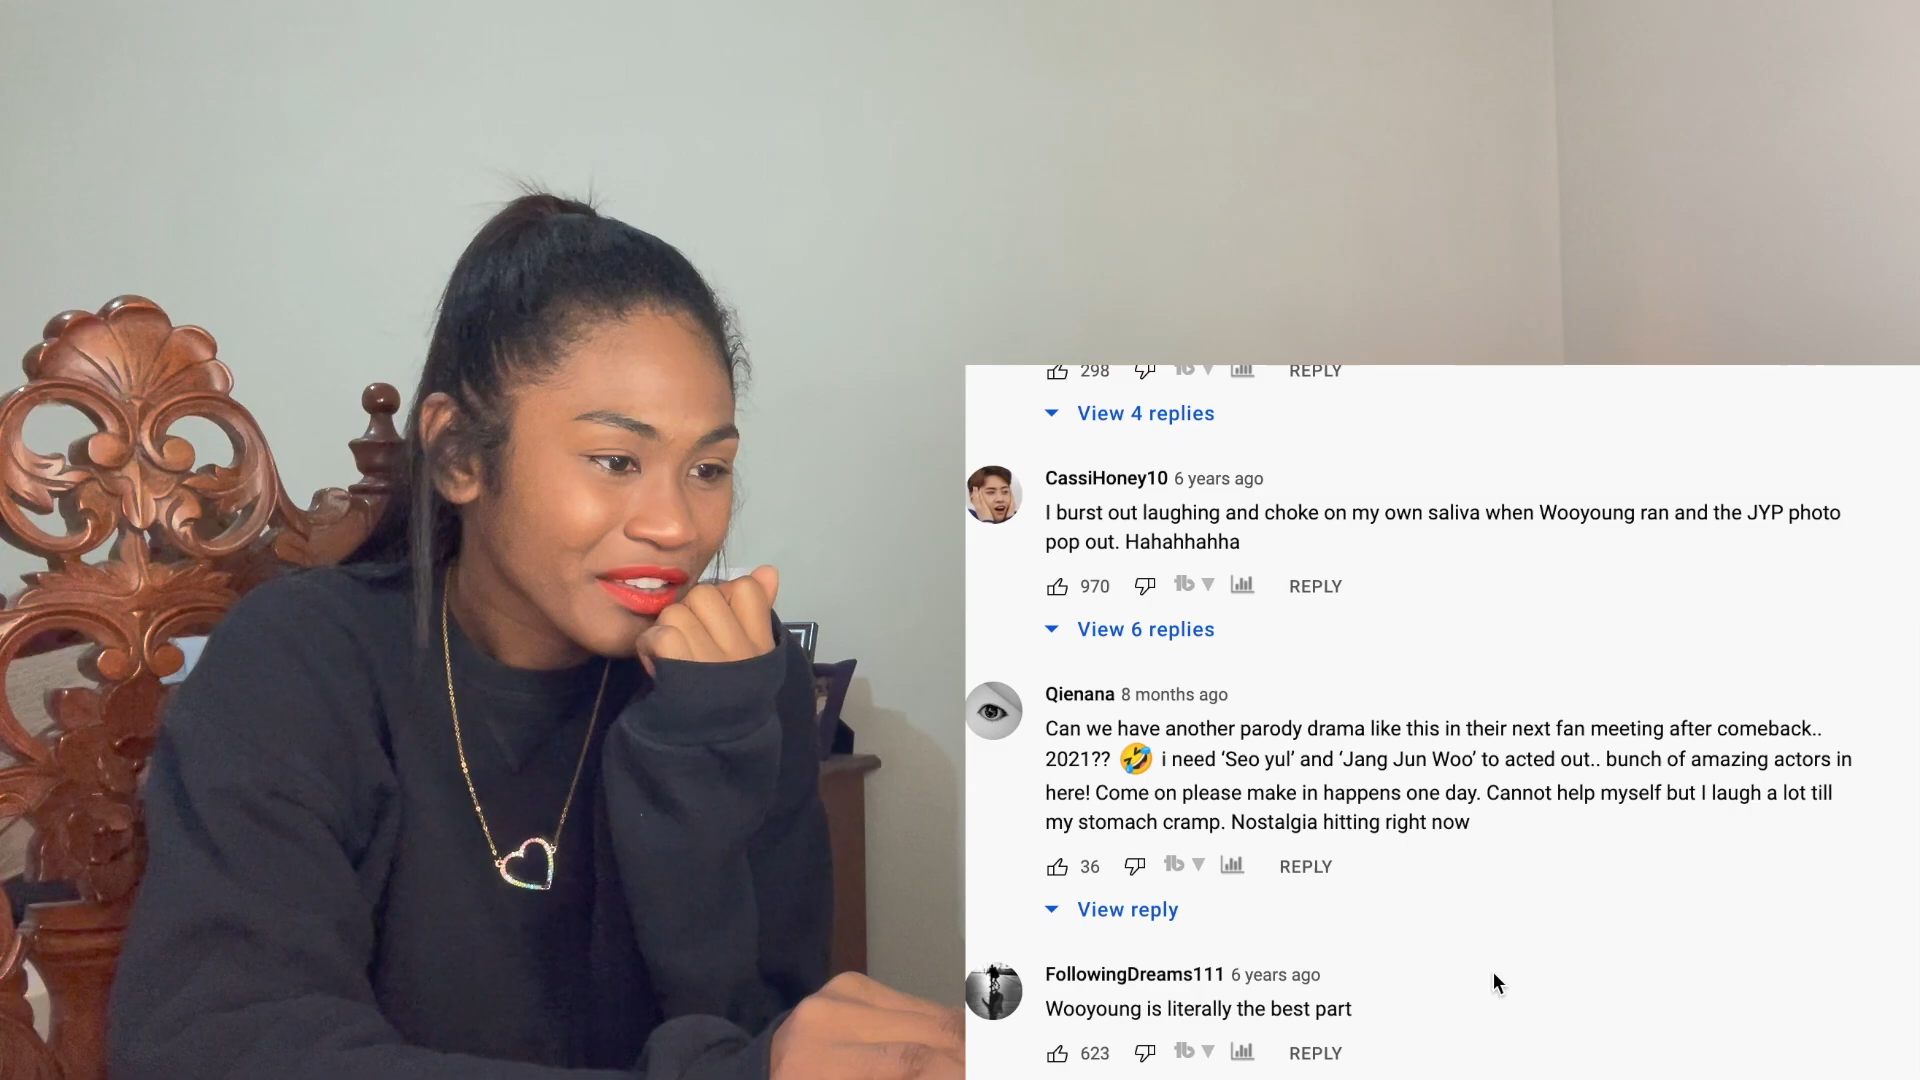 298 REPLY
View 4 replies
CassiHoney10 6 years ago
I burst out laughing and choke on my own saliva when Wooyoung ran and the JYP photo
pop out. Hahahhahha
970 REPLY
View 6 replies
Qienana 8 months ago
Can we have another parody drama like this in their next fan meeting after comeback..
2021?? 🤣 i need ‘Seo yul’ and ‘Jang Jun Woo’ to acted out.. bunch of amazing actors in
here! Come on please make in happens one day. Cannot help myself but I laugh a lot till
my stomach cramp. Nostalgia hitting right now
36 REPLY
View reply
FollowingDreams111 6 years ago
Wooyoung is literally the best part
623 REPLY